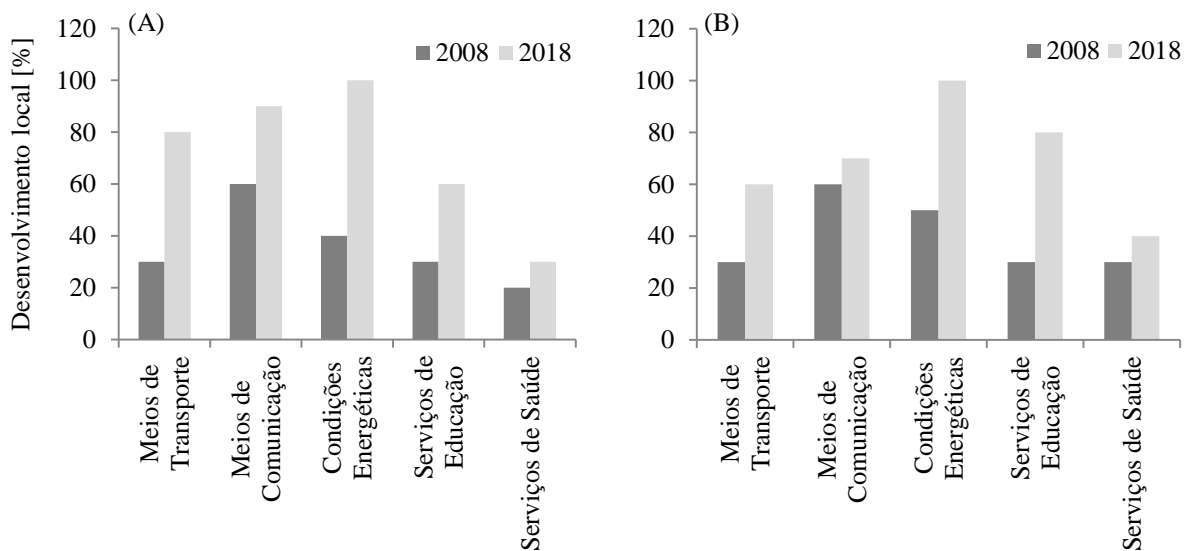 Desenvolvimento local [%]
(A)
2008 2018
120
100
80
60
40
20
0
Meios de
Transporte
Meios de
Comunicação
Condições
Energéticas
Serviços de
Educação
Serviços de Saúde
(B)
2008 2018
120
100
80
60
40
20
0
Meios de
Transporte
Meios de
Comunicação
Condições
Energéticas
Serviços de
Educação
Serviços de Saúde